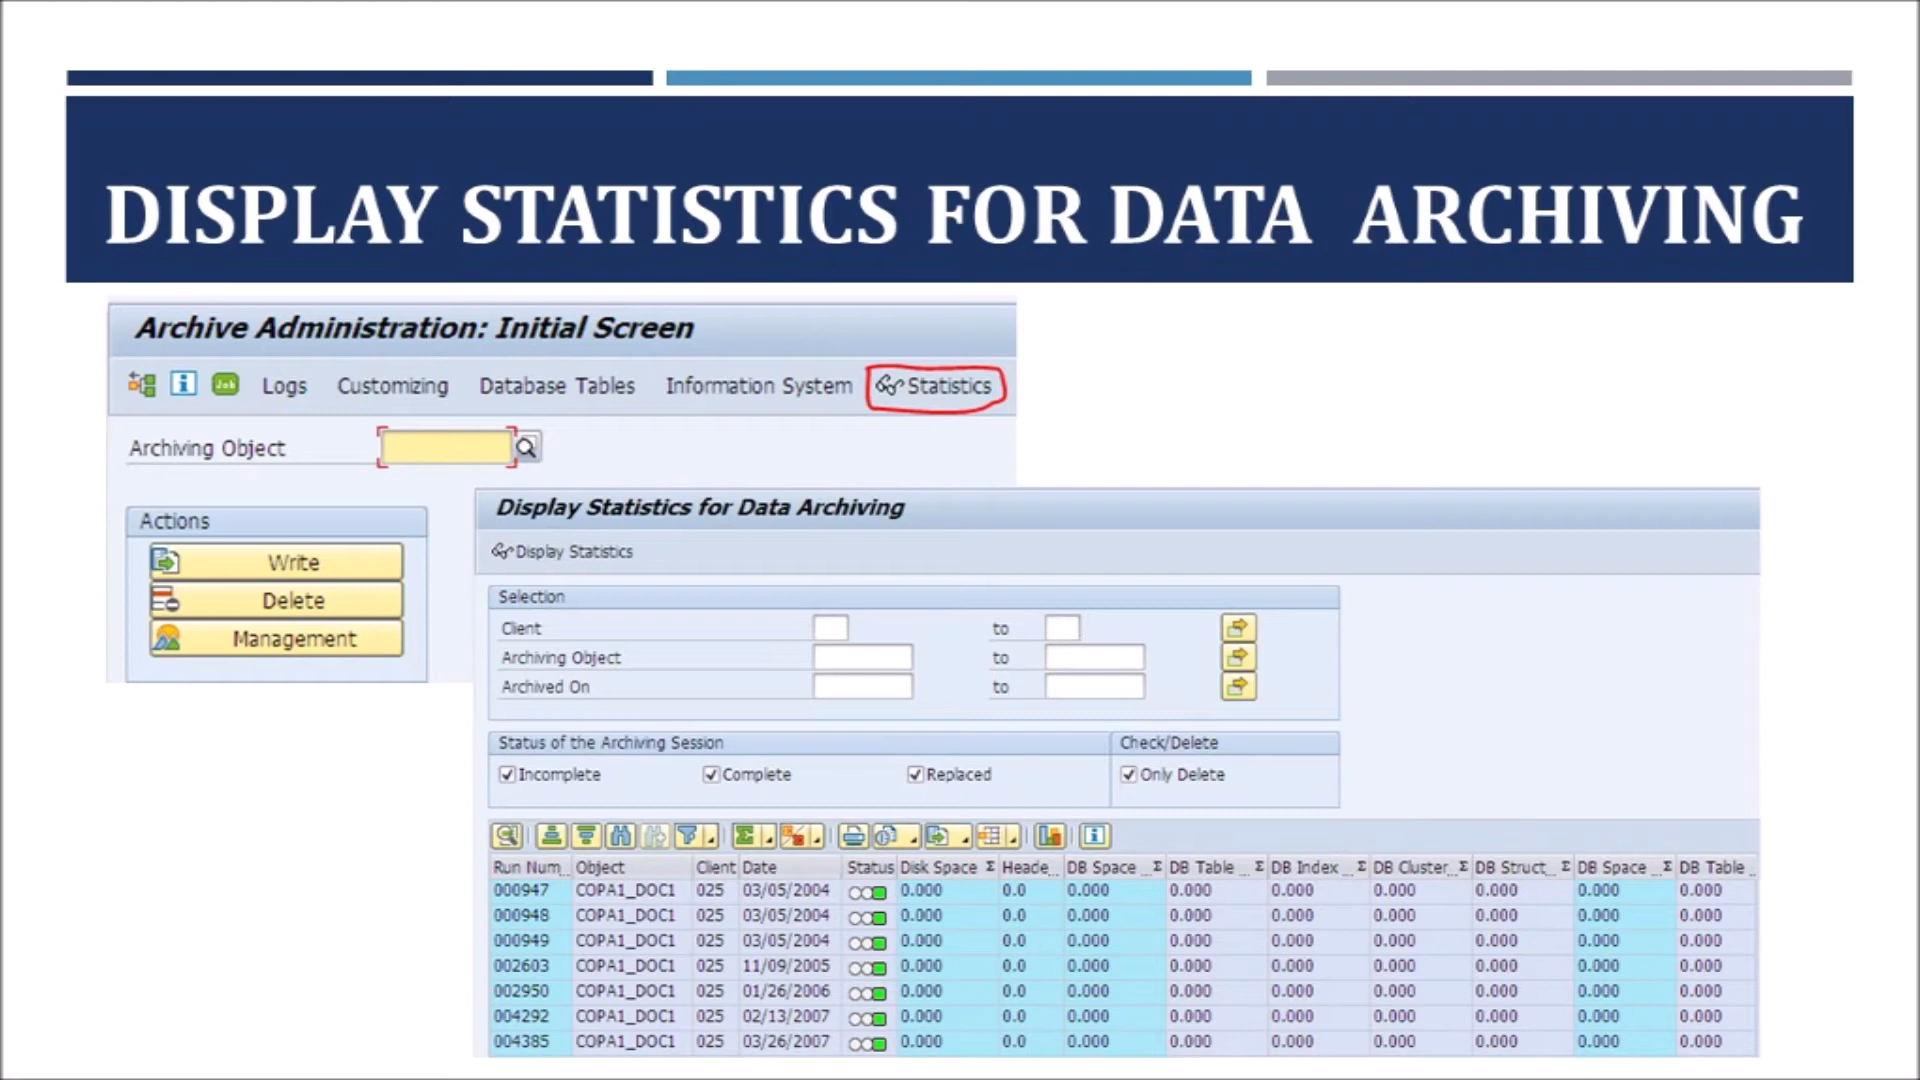 DISPLAY STATISTICS FOR DATA ARCHIVING
Archive Administration: Initial Screen
Job Logs Customizing Database Tables Information System Statistics
Archiving Object
Actions
Write
Delete
Management
Display Statistics for Data Archiving
Display Statistics
Selection
Client to
Archiving Object to
Archived On to
Status of the Archiving Session Check/Delete
Incomplete Complete Replaced Only Delete
Run Num... Object Client Date Status Disk Space Σ Heade... DB Space ... Σ DB Table ... Σ DB Index ... Σ DB Cluster... Σ DB Struct... Σ DB Space ... Σ DB Table ...
000947 COPA1_DOC1 025 03/05/2004 0.000 0.0 0.000 0.000 0.000 0.000 0.000 0.000 0.000
000948 COPA1_DOC1 025 03/05/2004 0.000 0.0 0.000 0.000 0.000 0.000 0.000 0.000 0.000
000949 COPA1_DOC1 025 03/05/2004 0.000 0.0 0.000 0.000 0.000 0.000 0.000 0.000 0.000
002603 COPA1_DOC1 025 11/09/2005 0.000 0.0 0.000 0.000 0.000 0.000 0.000 0.000 0.000
002950 COPA1_DOC1 025 01/26/2006 0.000 0.0 0.000 0.000 0.000 0.000 0.000 0.000 0.000
004292 COPA1_DOC1 025 02/13/2007 0.000 0.0 0.000 0.000 0.000 0.000 0.000 0.000 0.000
004385 COPA1_DOC1 025 03/26/2007 0.000 0.0 0.000 0.000 0.000 0.000 0.000 0.000 0.000